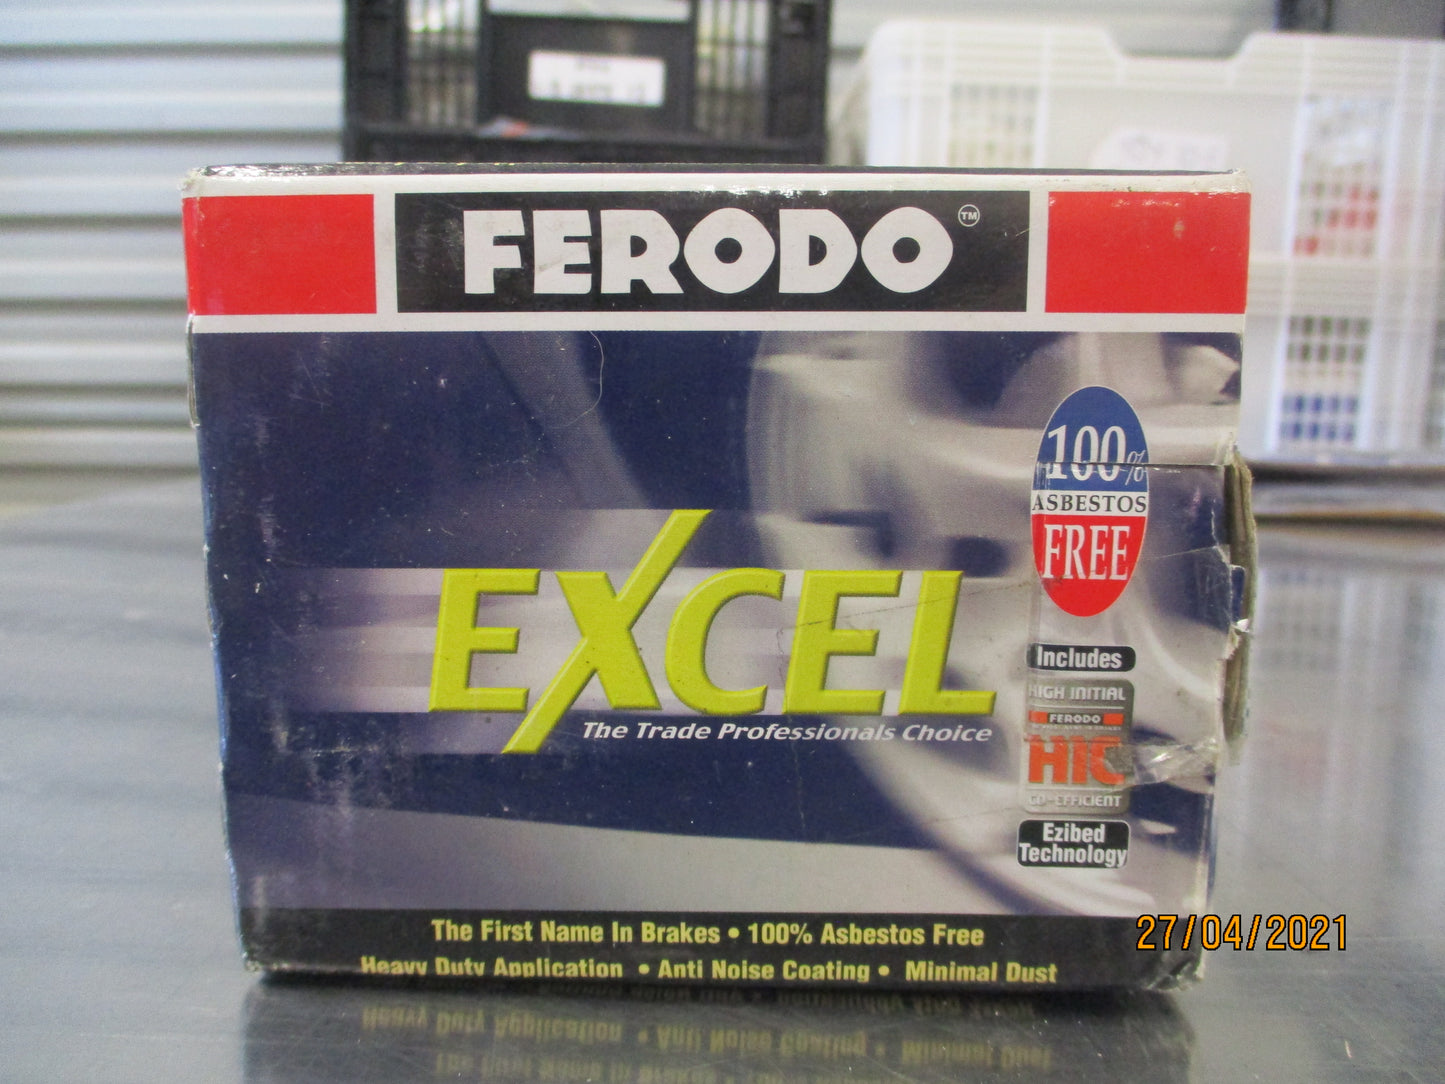 FERODO™
100%
ASBESTOS
FREE
EXCEL
The Trade Professionals Choice
Includes
HIGH INITIAL
FERODO
HIC
CO-EFFICIENT
Ezibed
Technology
The First Name In Brakes • 100% Asbestos Free
Heavy Duty Application • Anti Noise Coating • Minimal Dust
27/04/2021